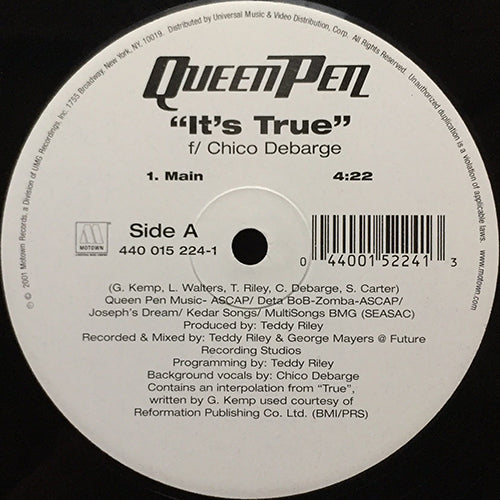 QUEEN PEN
"It's True"
f/ Chico Debarge
1. Main 4:22
Side A
440 015 224-1
M
MOTOWN
0 44001 52241 3
(G. Kemp, L. Walters, T. Riley, C. Debarge, S. Carter)
Queen Pen Music- ASCAP/ Deta BoB-Zomba-ASCAP/
Joseph's Dream/ Kedar Songs/ MultiSongs BMG (SEASAC)
Produced by: Teddy Riley
Recorded & Mixed by: Teddy Riley & George Mayers @ Future
Recording Studios
Programming by: Teddy Riley
Background vocals by: Chico Debarge
Contains an interpolation from "True",
written by G. Kemp used courtesy of
Reformation Publishing Co. Ltd. (BMI/PRS)
℗ © 2001 Motown Records, a Division of UMG Recordings, Inc. 1755 Broadway, New York, NY, 10019. Distributed by Universal Music & Video Distribution, Corp. All Rights Reserved. Unauthorized duplication is a violation of applicable laws. www.motown.com